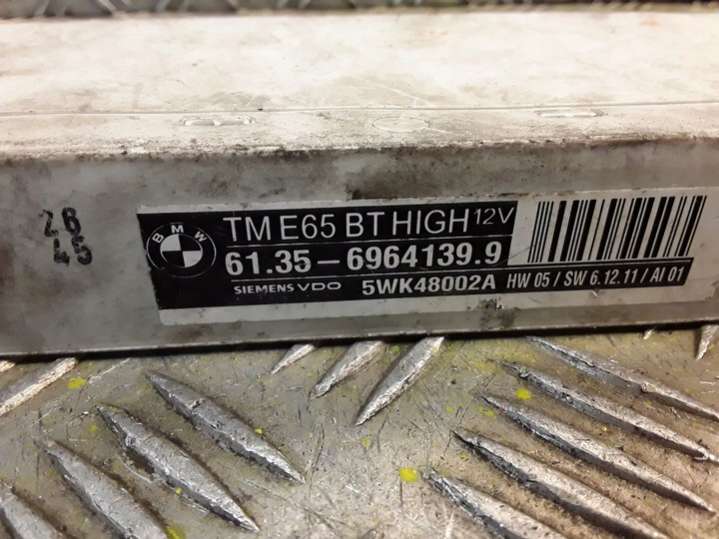 26
45
BMW
TM E65 BT HIGH 12V
61.35 – 6964139.9
SIEMENS VDO 5WK48002A HW 05 / SW 6.12.11 / AI 01